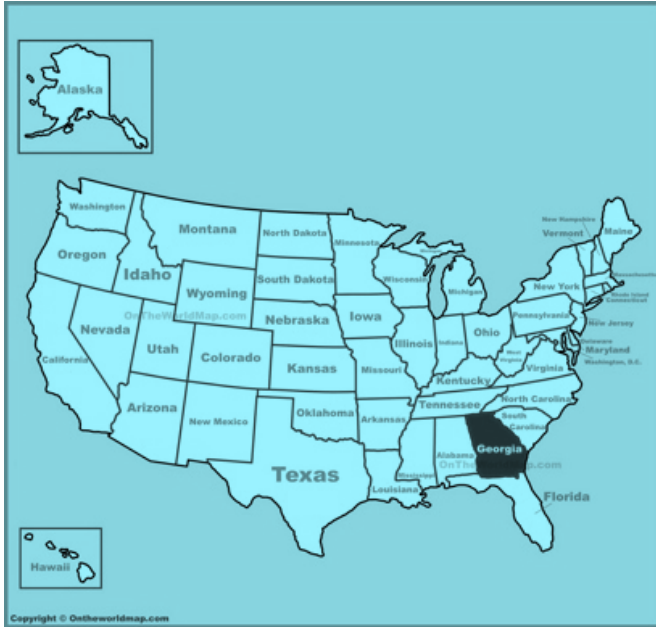 Alaska
Washington
Montana
North Dakota
Minnesota
New Hampshire
Vermont
Maine
Oregon
Idaho
Wyoming
South Dakota
Wisconsin
Michigan
New York
Massachusetts
Rhode Island
Connecticut
Nevada
OnTheWorldMap.com
Nebraska
Iowa
Pennsylvania
New Jersey
California
Utah
Colorado
Kansas
Missouri
Illinois
Indiana
Ohio
West
Virginia
Delaware
Maryland
Washington, D.C.
Virginia
Kentucky
Arizona
New Mexico
Oklahoma
Arkansas
Tennessee
North Carolina
South
Carolina
Texas
Louisiana
Mississippi
Alabama
Georgia
OnTheWorldMap.com
Florida
Hawaii
Copyright © Ontheworldmap.com